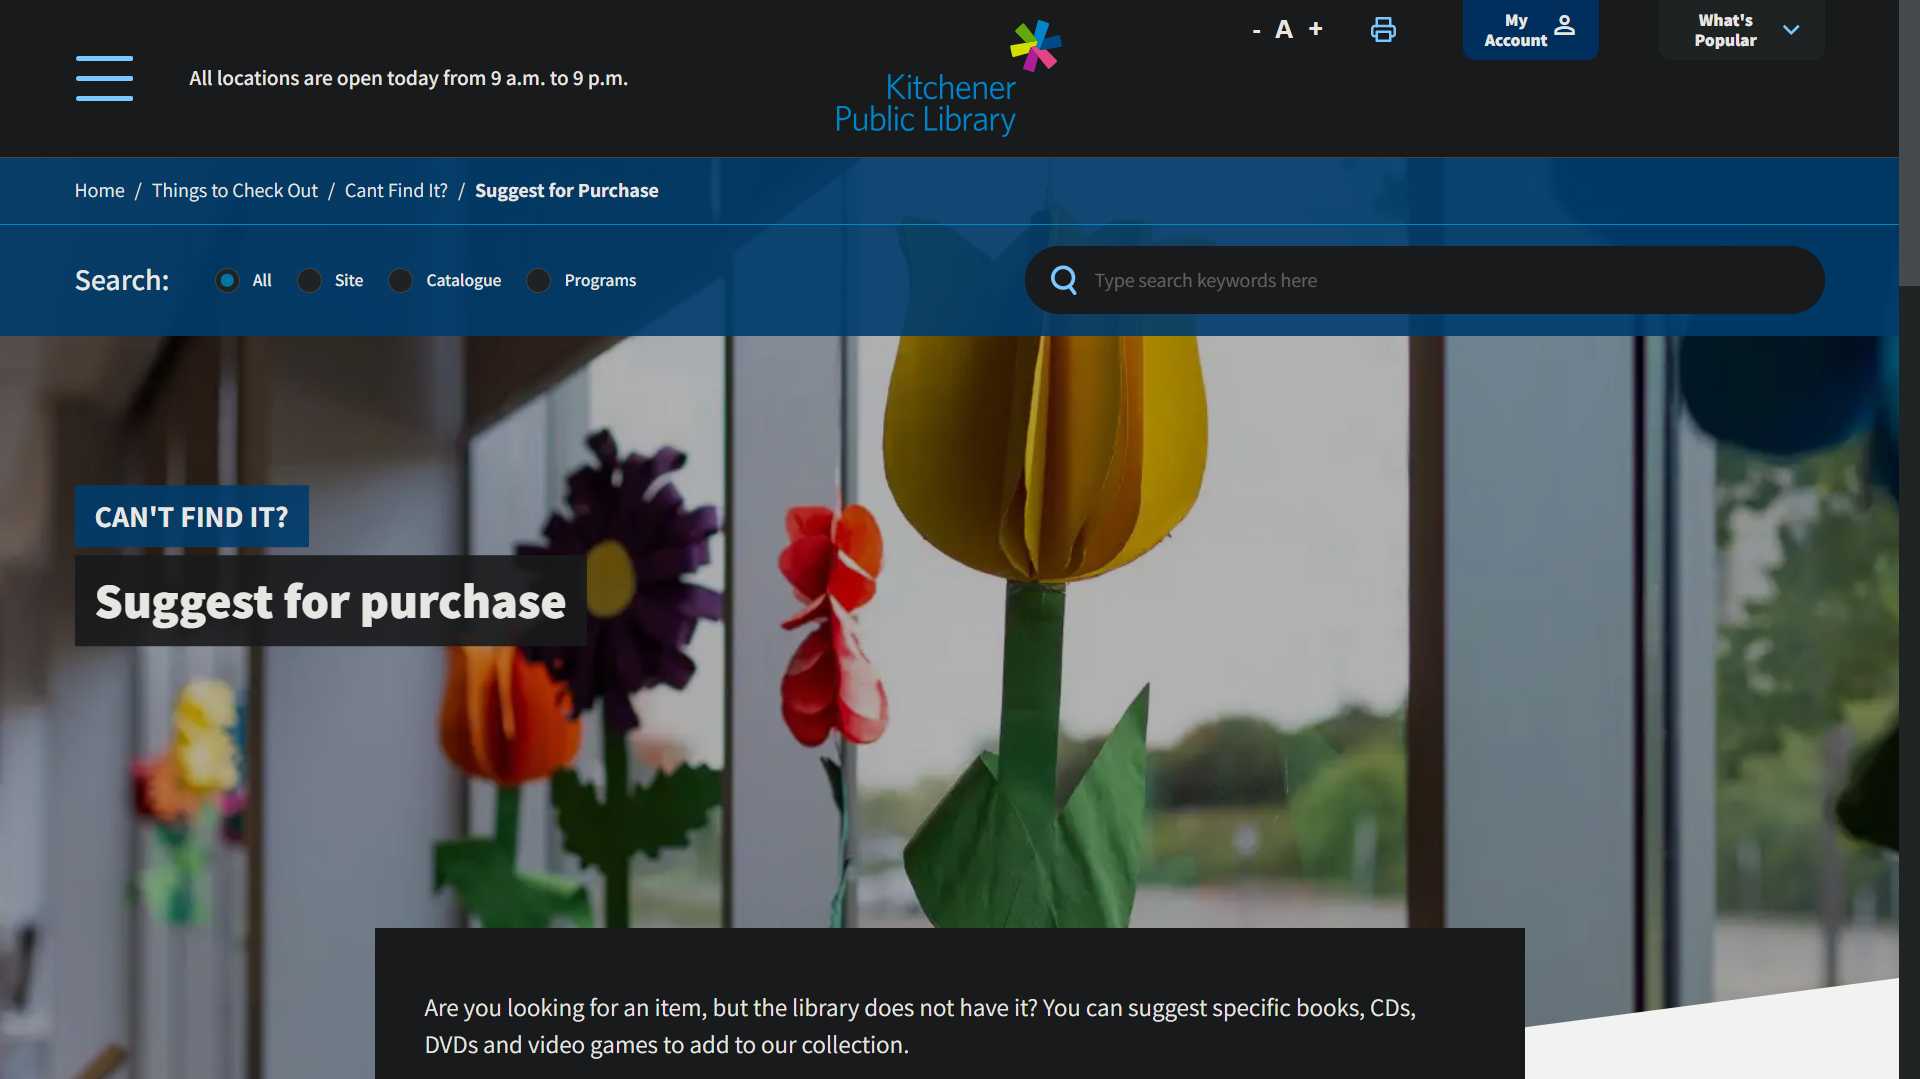 All locations are open today from 9 a.m. to 9 p.m.
Kitchener
Public Library
- A +
My
Account
What's
Popular
Home / Things to Check Out / Cant Find It? / Suggest for Purchase
Search: All Site Catalogue Programs
Type search keywords here
CAN'T FIND IT?
Suggest for purchase
Are you looking for an item, but the library does not have it? You can suggest specific books, CDs,
DVDs and video games to add to our collection.